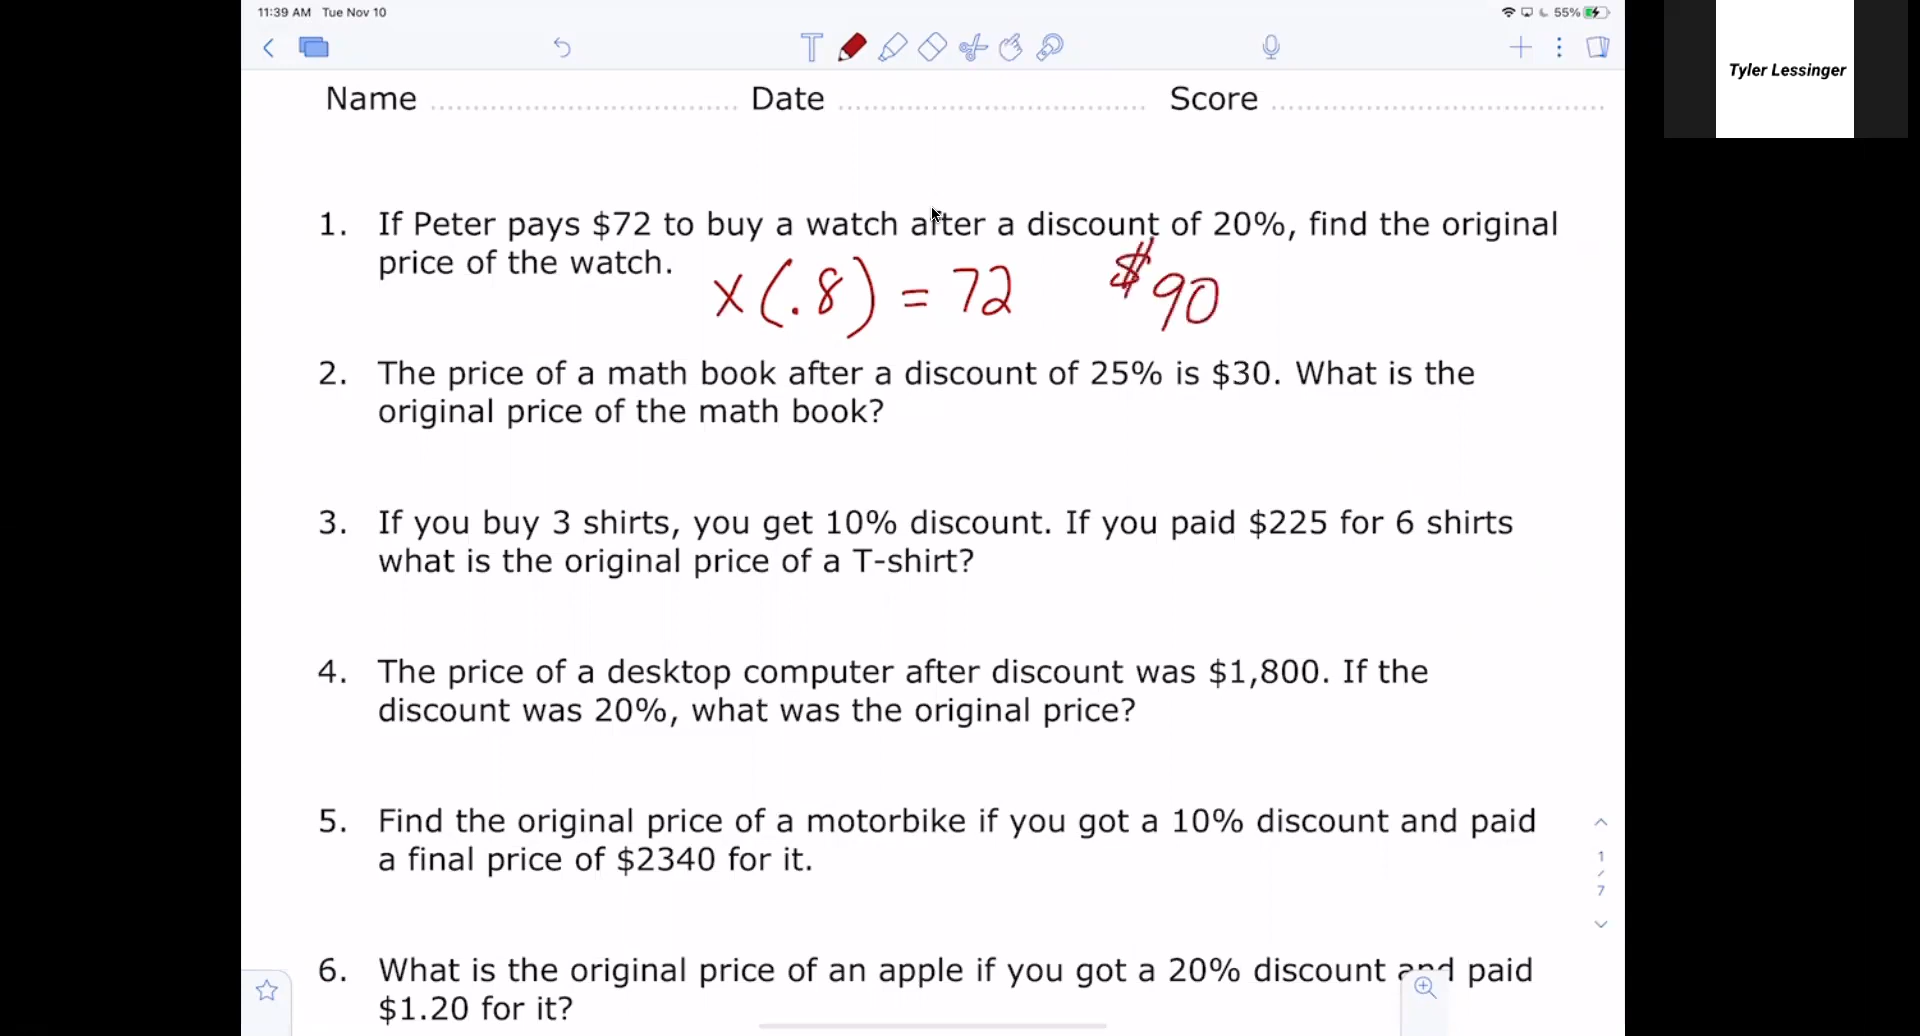 11:39 AM Tue Nov 10
55%
Tyler Lessinger
Name Date Score
1. If Peter pays $72 to buy a watch after a discount of 20%, find the original
price of the watch.
x(.8) = 72 $90
2. The price of a math book after a discount of 25% is $30. What is the
original price of the math book?
3. If you buy 3 shirts, you get 10% discount. If you paid $225 for 6 shirts
what is the original price of a T-shirt?
4. The price of a desktop computer after discount was $1,800. If the
discount was 20%, what was the original price?
5. Find the original price of a motorbike if you got a 10% discount and paid
a final price of $2340 for it.
1
/
7
6. What is the original price of an apple if you got a 20% discount and paid
$1.20 for it?